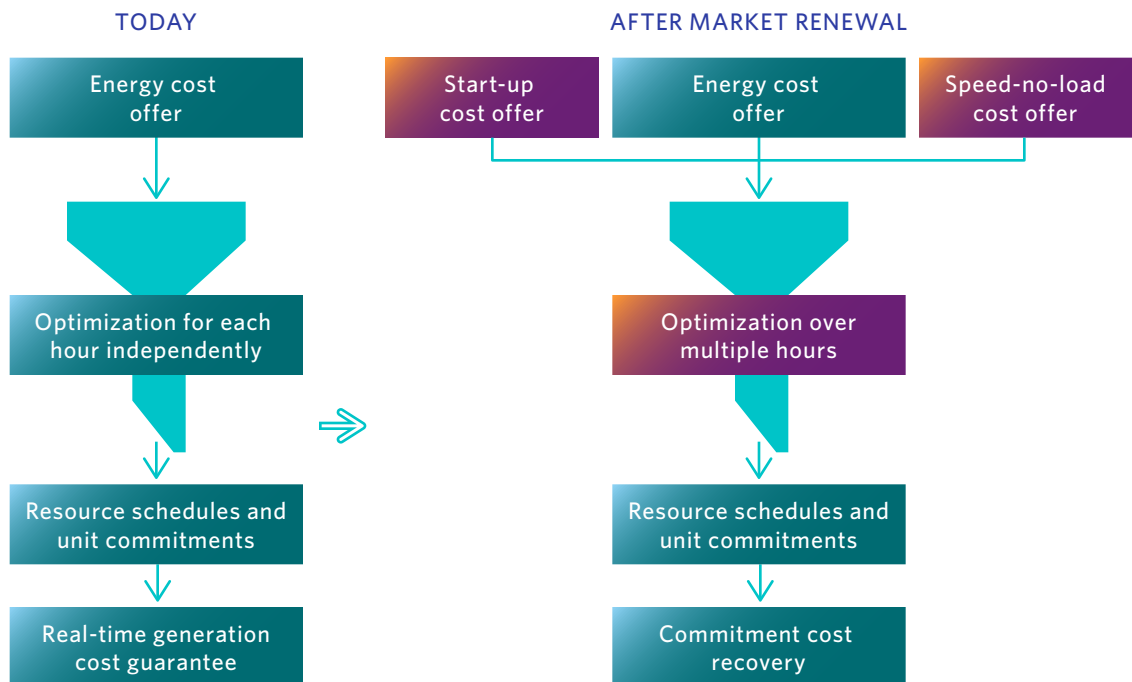 TODAY
Energy cost
offer
Optimization for each
hour independently
Resource schedules and
unit commitments
Real-time generation
cost guarantee
AFTER MARKET RENEWAL
Start-up
cost offer
Energy cost
offer
Speed-no-load
cost offer
Optimization over
multiple hours
Resource schedules and
unit commitments
Commitment cost
recovery